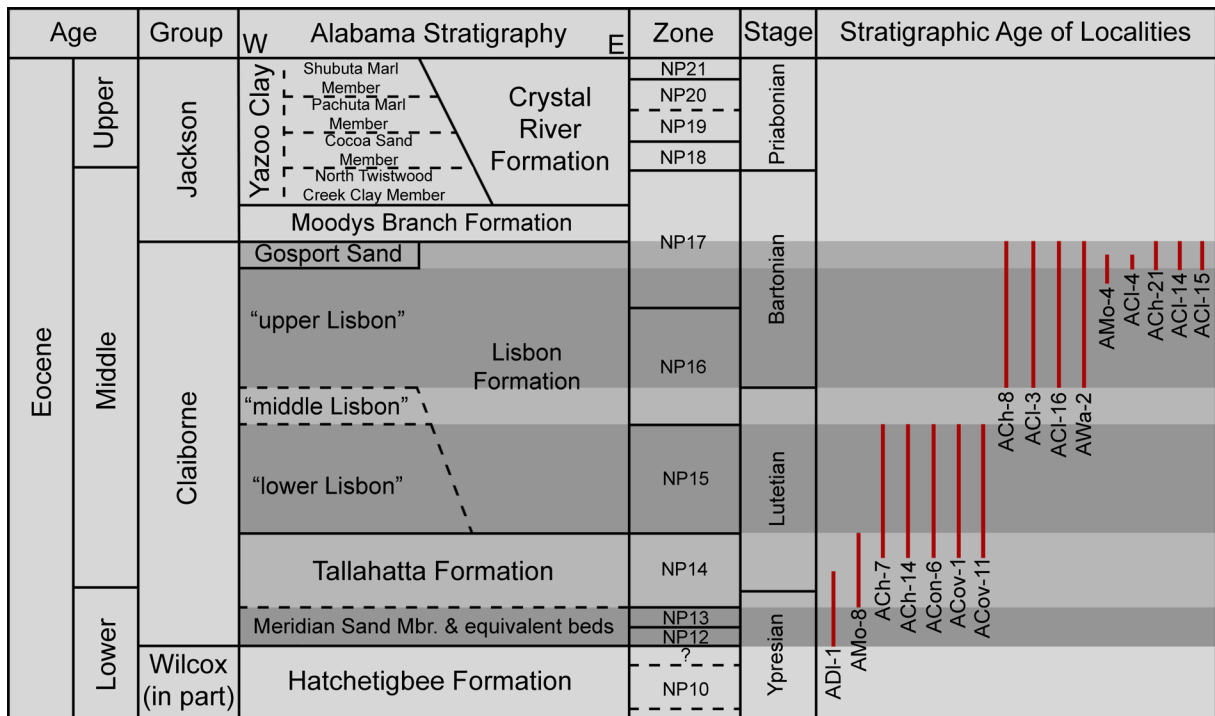 Age
Group
W
Alabama Stratigraphy
E
Zone
Stage
Stratigraphic Age of Localities
Eocene
Upper
Middle
Lower
Jackson
Claiborne
Wilcox
(in part)
Yazoo Clay
Shubuta Marl
Member
Pachuta Marl
Member
Cocoa Sand
Member
North Twistwood
Creek Clay Member
Crystal
River
Formation
Moodys Branch Formation
Gosport Sand
“upper Lisbon”
Lisbon
Formation
“middle Lisbon”
“lower Lisbon”
Tallahatta Formation
Meridian Sand Mbr. & equivalent beds
Hatchetigbee Formation
NP21
NP20
NP19
NP18
NP17
NP16
NP15
NP14
NP13
NP12
?
NP10
Priabonian
Bartonian
Lutetian
Ypresian
ADl-1
AMo-8
ACh-7
ACh-14
ACon-6
ACov-1
ACov-11
ACh-8
ACl-3
ACl-16
AWa-2
AMo-4
ACl-4
ACh-21
ACl-14
ACl-15